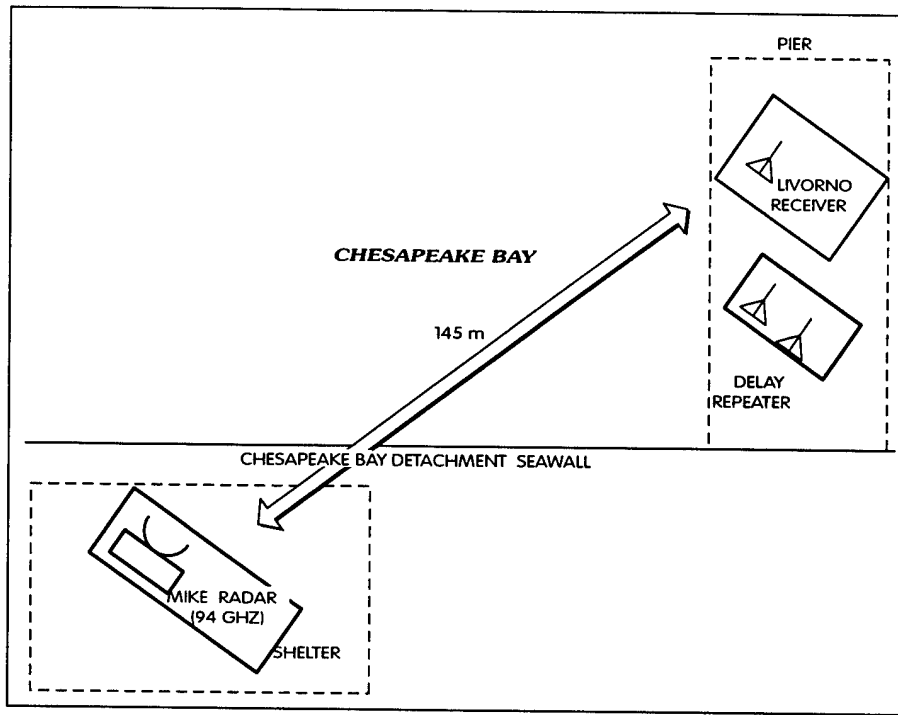 PIER
LIVORNO
RECEIVER
CHESAPEAKE BAY
145 m
DELAY
REPEATER
CHESAPEAKE BAY DETACHMENT SEAWALL
MIKE RADAR
(94 GHZ)
SHELTER